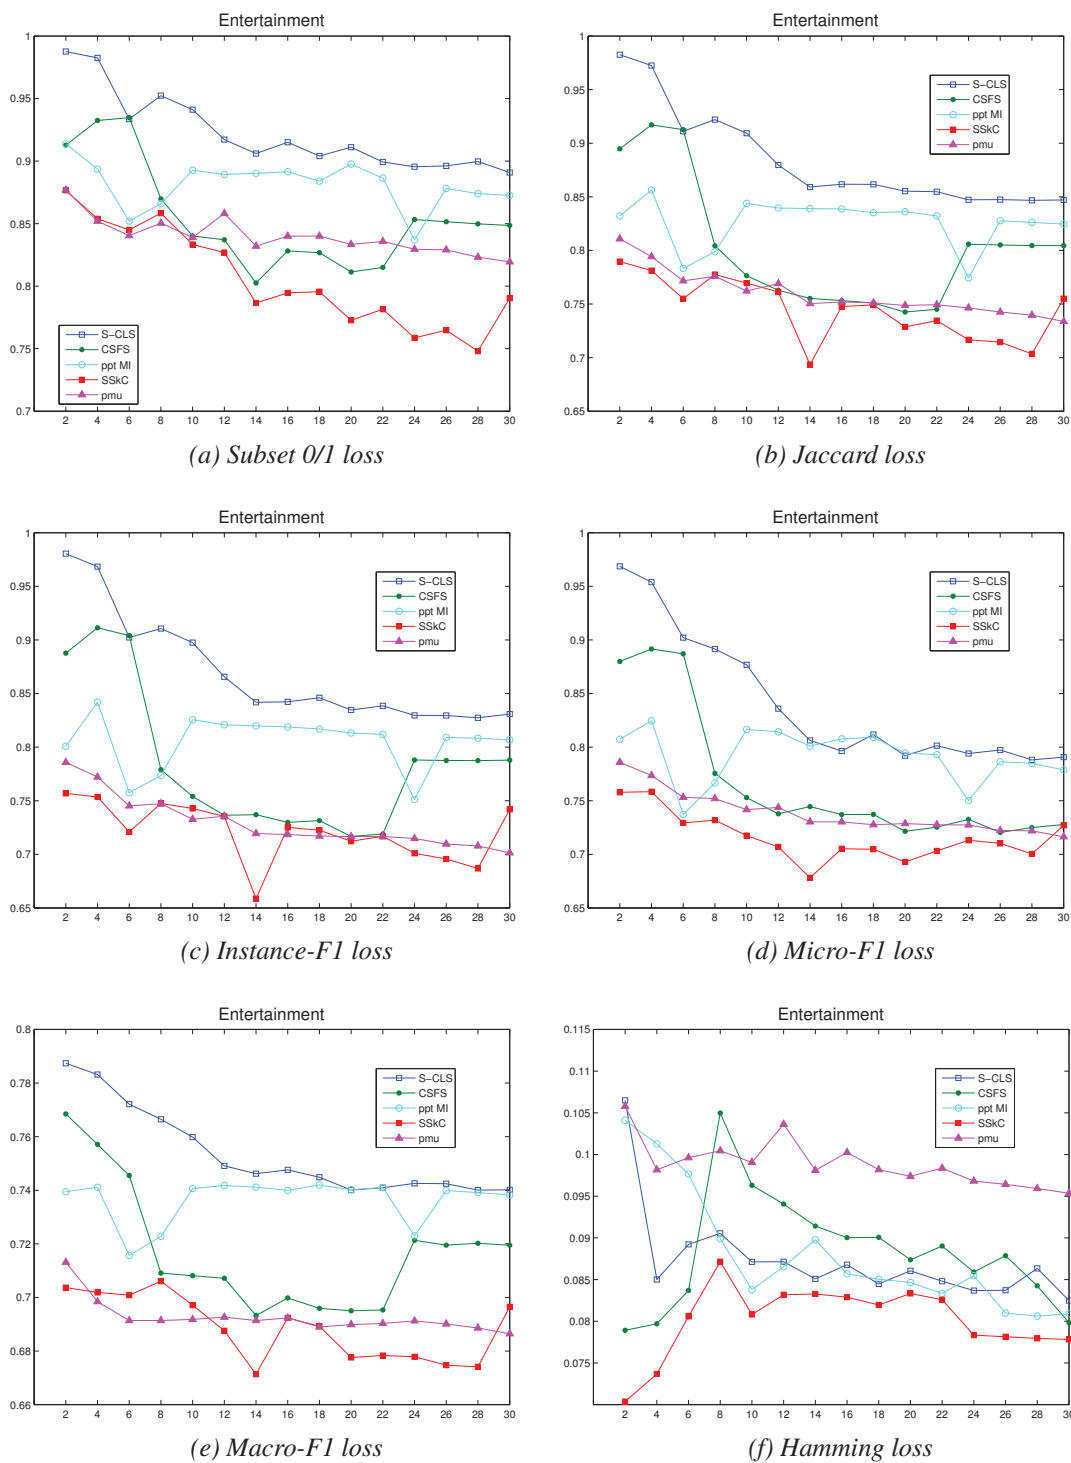 Entertainment
1
0.95
0.9
0.85
0.8
0.75
0.7
S-CLS
CSFS
ppt MI
SSkC
pmu
2 4 6 8 10 12 14 16 18 20 22 24 26 28 30
(a) Subset 0/1 loss
Entertainment
1
0.95
0.9
0.85
0.8
0.75
0.7
0.65
S-CLS
CSFS
ppt MI
SSkC
pmu
2 4 6 8 10 12 14 16 18 20 22 24 26 28 30
(b) Jaccard loss
Entertainment
1
0.95
0.9
0.85
0.8
0.75
0.7
0.65
S-CLS
CSFS
ppt MI
SSkC
pmu
2 4 6 8 10 12 14 16 18 20 22 24 26 28 30
(c) Instance-F1 loss
Entertainment
1
0.95
0.9
0.85
0.8
0.75
0.7
0.65
S-CLS
CSFS
ppt MI
SSkC
pmu
2 4 6 8 10 12 14 16 18 20 22 24 26 28 30
(d) Micro-F1 loss
Entertainment
0.8
0.78
0.76
0.74
0.72
0.7
0.68
0.66
S-CLS
CSFS
ppt MI
SSkC
pmu
2 4 6 8 10 12 14 16 18 20 22 24 26 28 30
(e) Macro-F1 loss
Entertainment
0.115
0.11
0.105
0.1
0.095
0.09
0.085
0.08
0.075
S-CLS
CSFS
ppt MI
SSkC
pmu
2 4 6 8 10 12 14 16 18 20 22 24 26 28 30
(f) Hamming loss